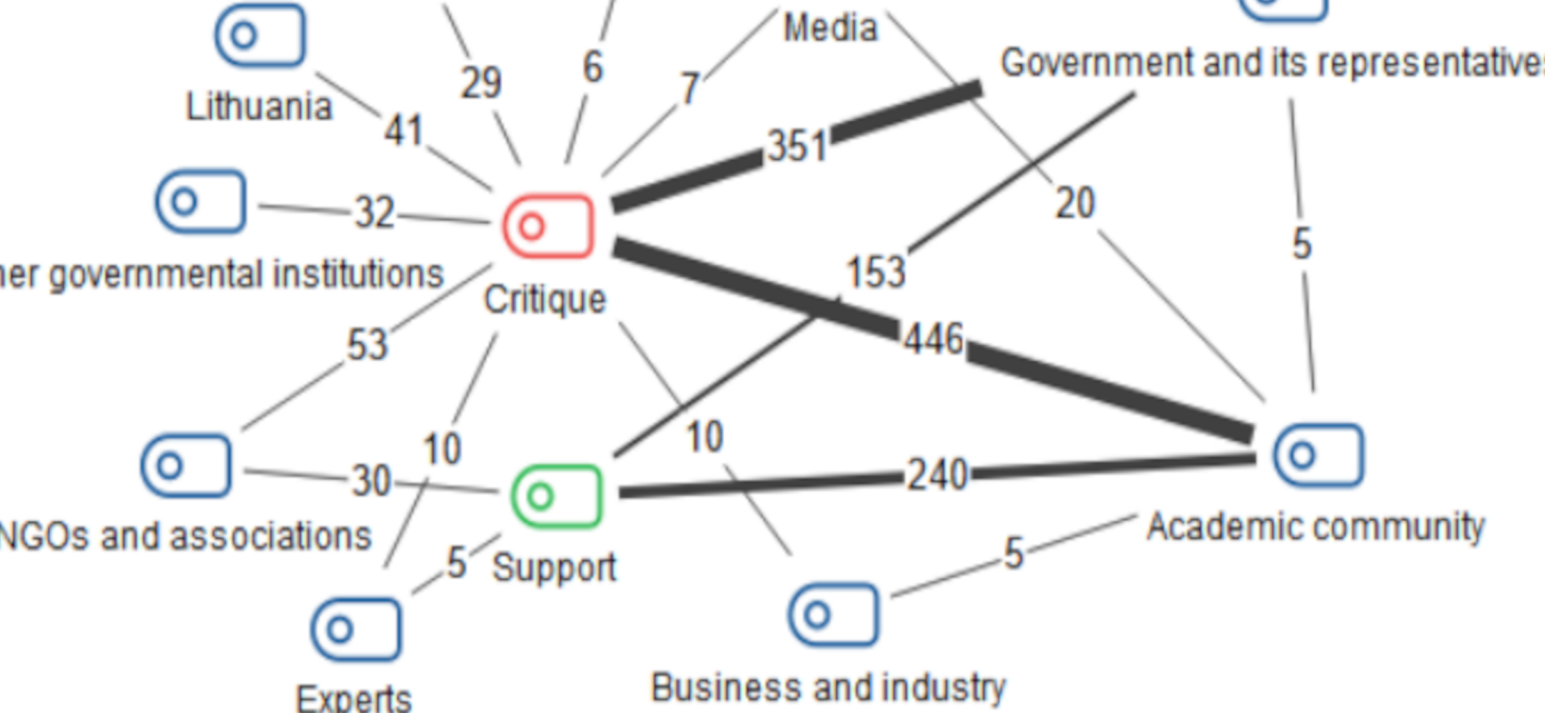 Media
Government and its representatives
6
29
7
Lithuania
41
351
20
32
5
her governmental institutions
153
Critique
446
53
10
10
240
30
Academic community
NGOs and associations
5
Support
5
Business and industry
Experts